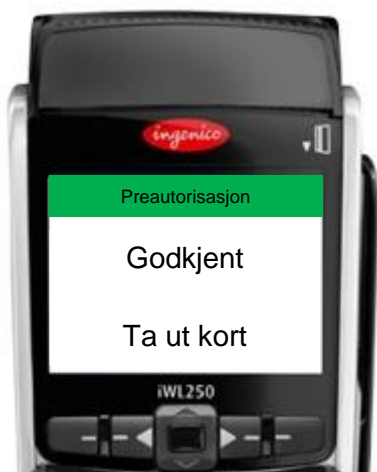 ingenico
Preautorisasjon
Godkjent
Ta ut kort
iWL250